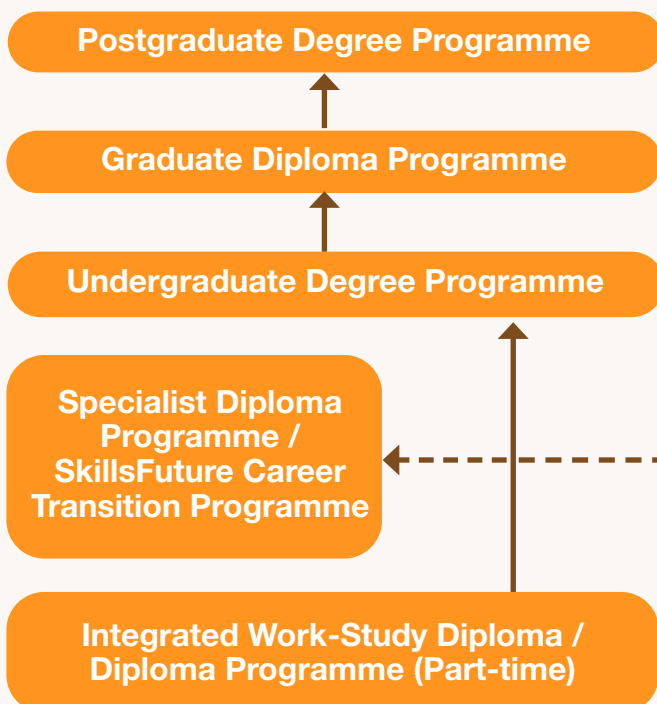 Postgraduate Degree Programme
Graduate Diploma Programme
Undergraduate Degree Programme
Specialist Diploma
Programme /
SkillsFuture Career
Transition Programme
Integrated Work-Study Diploma /
Diploma Programme (Part-time)